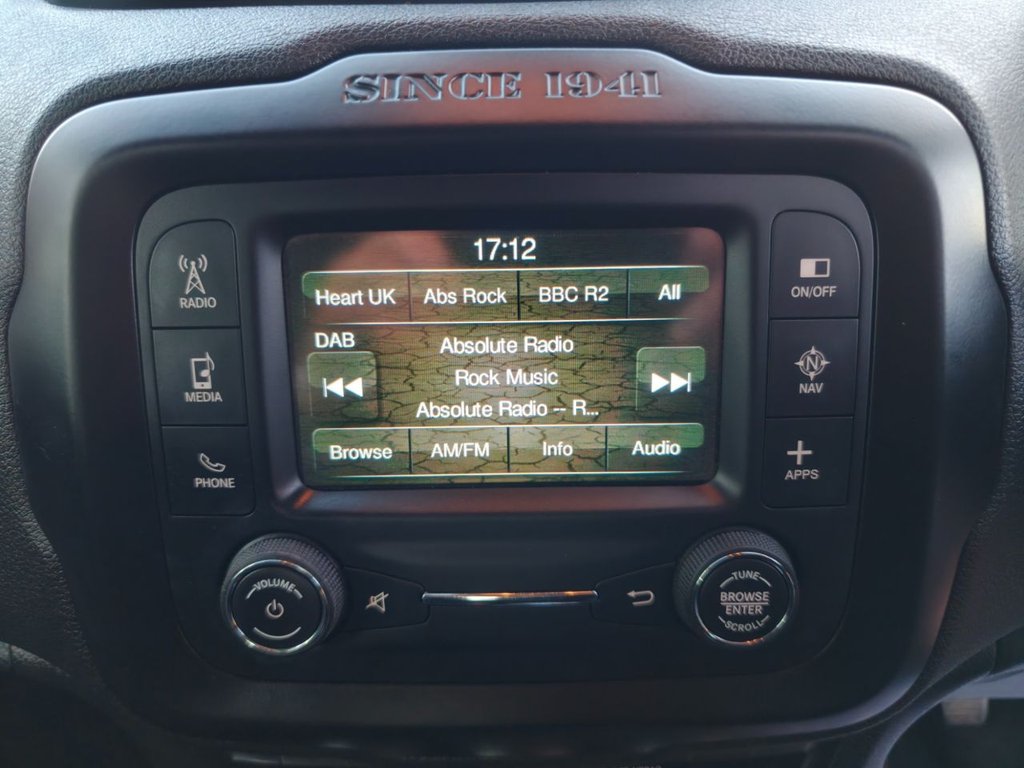 SINCE 1941
17:12
Heart UK Abs Rock BBC R2 All
DAB
Absolute Radio
Rock Music
Absolute Radio -- R...
Browse AM/FM Info Audio
RADIO
MEDIA
PHONE
ON/OFF
NAV
APPS
VOLUME
TUNE
BROWSE
ENTER
SCROLL